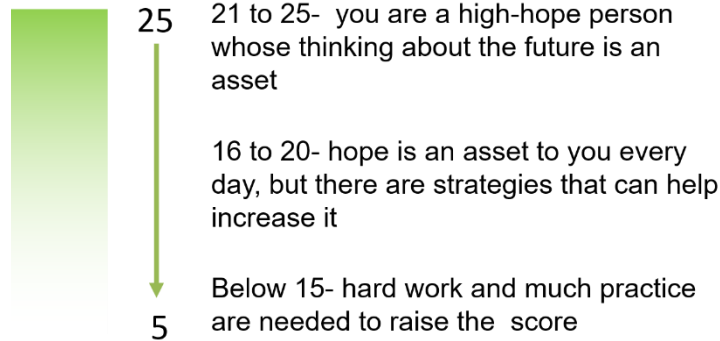 25
21 to 25- you are a high-hope person
whose thinking about the future is an
asset
16 to 20- hope is an asset to you every
day, but there are strategies that can help
increase it
Below 15- hard work and much practice
are needed to raise the score
5